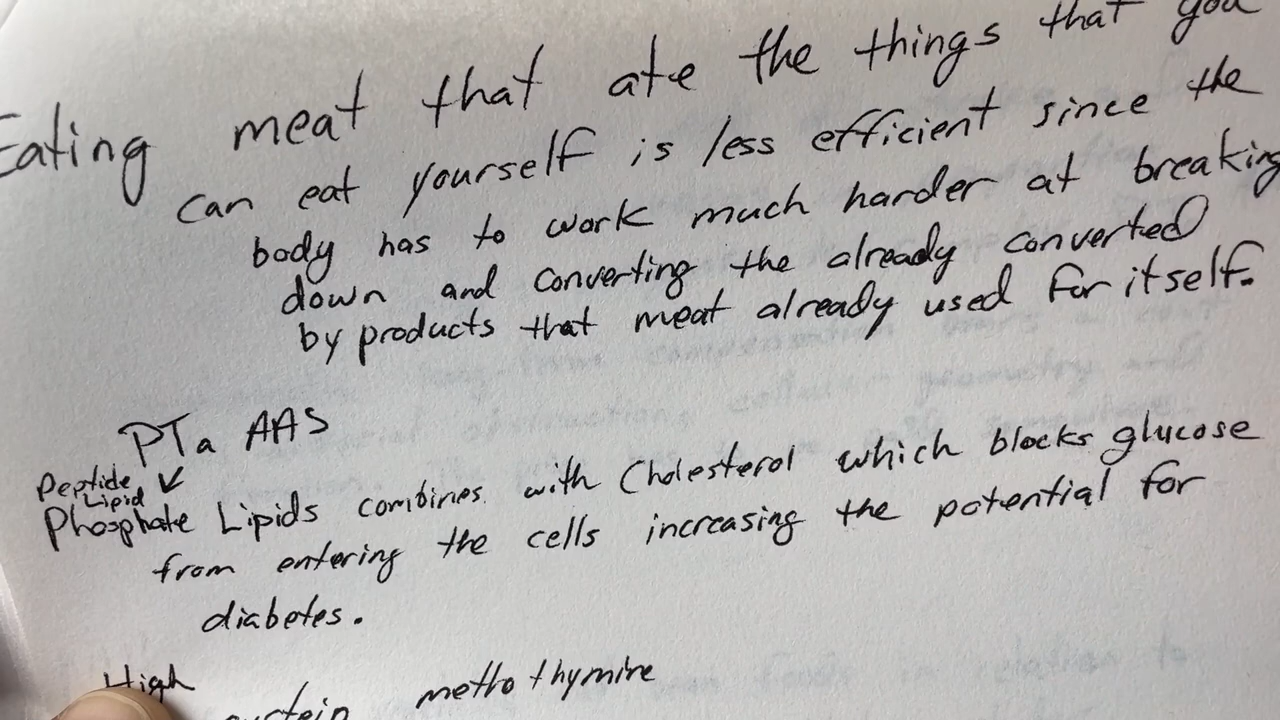 Eating meat that ate the things that you
can eat yourself is less efficient since the
body has to work much harder at breaking
down and converting the already converted
by products that meat already used for itself.
PTa AAS
Peptide
Lipid
Phosphate Lipids combines with Cholesterol which blocks glucose
from entering the cells increasing the potential for
diabetes.
High
metho thymire